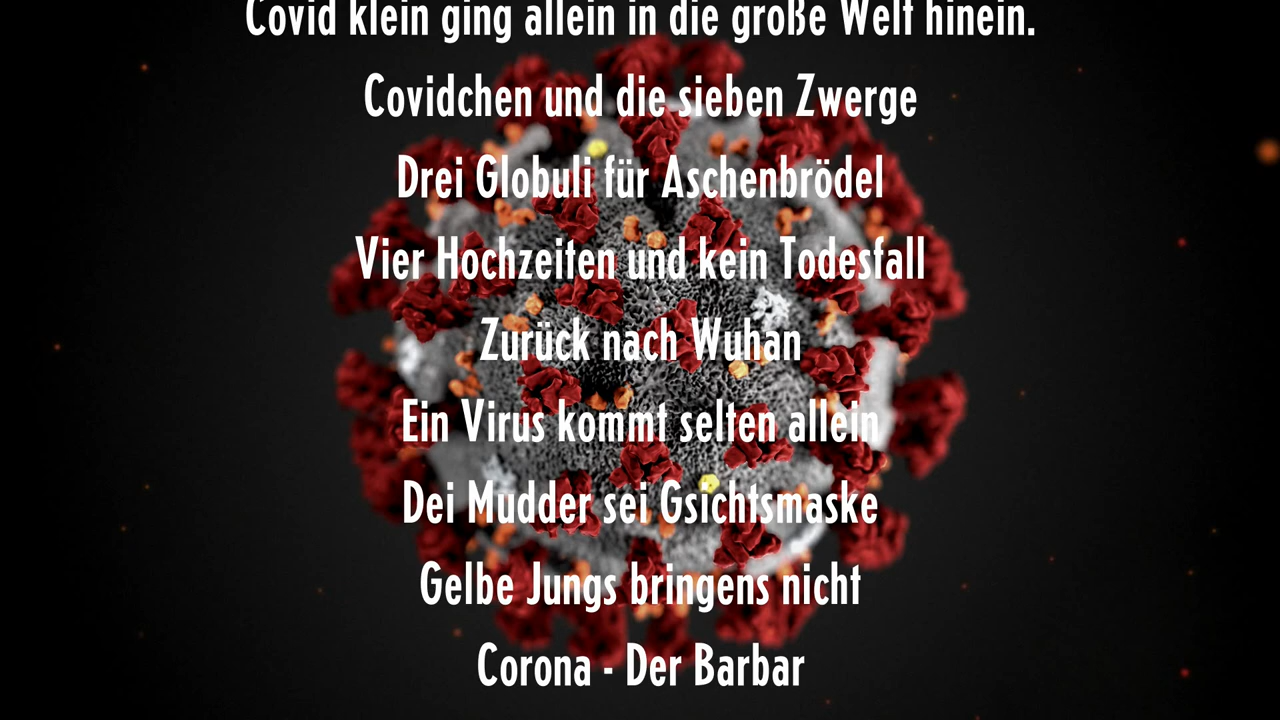 Covid klein ging allein in die große Welt hinein.
Covidchen und die sieben Zwerge
Drei Globuli für Aschenbrödel
Vier Hochzeiten und kein Todesfall
Zurück nach Wuhan
Ein Virus kommt selten allein
Dei Mudder sei Gsichtsmaske
Gelbe Jungs bringens nicht
Corona - Der Barbar